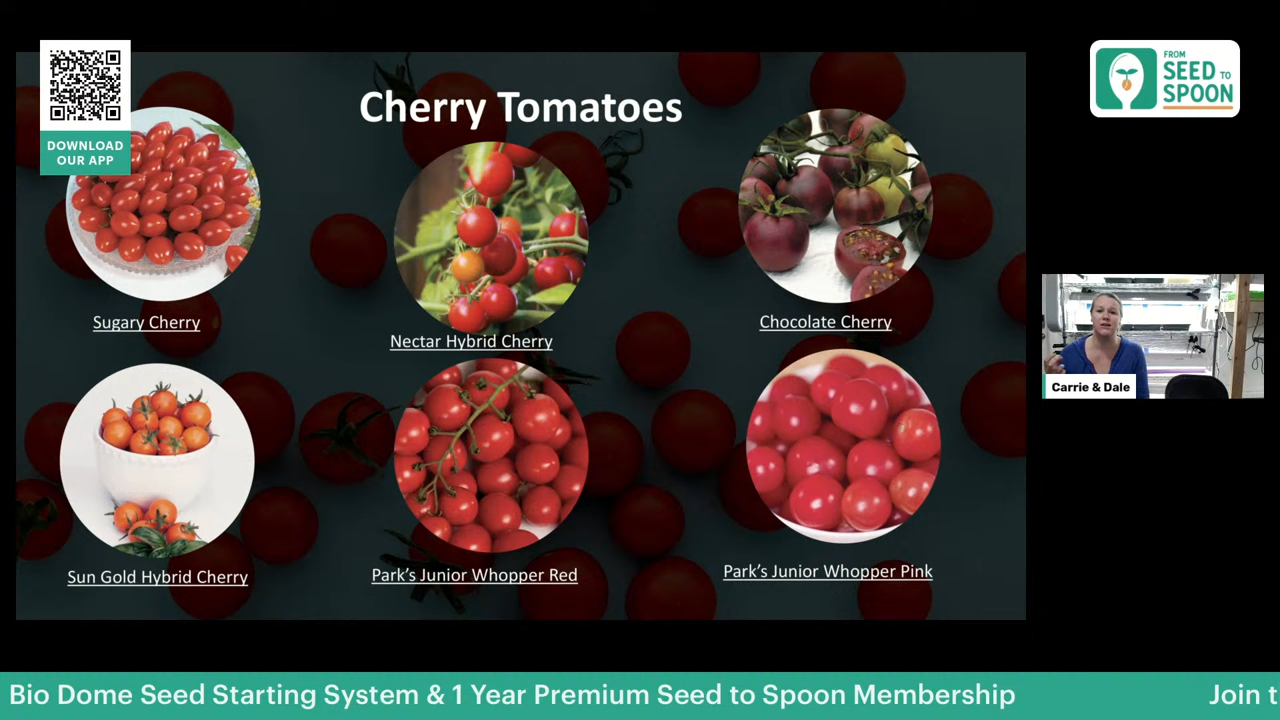 DOWNLOAD
OUR APP
Cherry Tomatoes
FROM
SEED TO
SPOON
Sugary Cherry
Nectar Hybrid Cherry
Chocolate Cherry
Carrie & Dale
Sun Gold Hybrid Cherry
Park's Junior Whopper Red
Park's Junior Whopper Pink
Bio Dome Seed Starting System & 1 Year Premium Seed to Spoon Membership
Join t